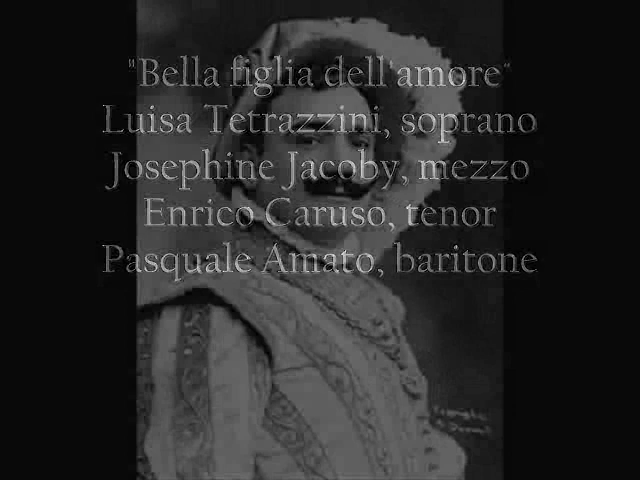 "Bella figlia dell'amore"
Luisa Tetrazzini, soprano
Josephine Jacoby, mezzo
Enrico Caruso, tenor
Pasquale Amato, baritone